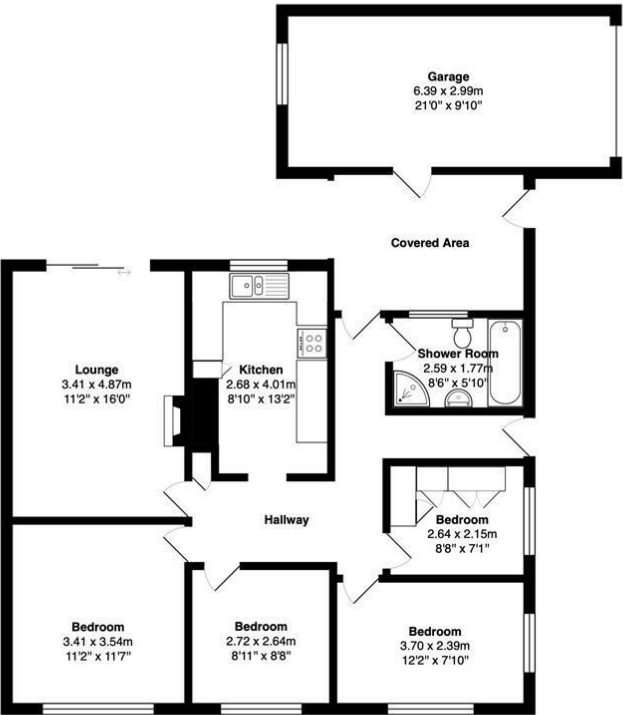 Garage
6.39 x 2.99m
21'0" x 9'10"
Covered Area
Lounge
3.41 x 4.87m
11'2" x 16'0"
Kitchen
2.68 x 4.01m
8'10" x 13'2"
Shower Room
2.59 x 1.77m
8'6" x 5'10"
Hallway
Bedroom
2.64 x 2.15m
8'8" x 7'1"
Bedroom
3.41 x 3.54m
11'2" x 11'7"
Bedroom
2.72 x 2.64m
8'11" x 8'8"
Bedroom
3.70 x 2.39m
12'2" x 7'10"